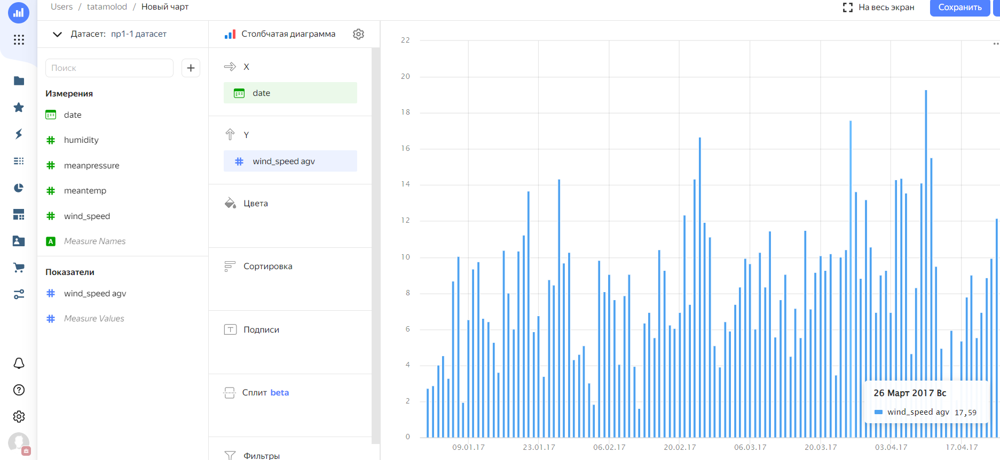 Users / tatamolod / Новый чарт
На весь экран
Сохранить
Датасет: пр1-1 датасет
Поиск
Измерения
date
humidity
meanpressure
meantemp
wind_speed
A Measure Names
Показатели
wind_speed agv
Measure Values
Столбчатая диаграмма
X
date
Y
wind_speed agv
Цвета
Сортировка
T Подписи
Сплит beta
Фильтры
22
20
18
16
14
12
10
8
6
4
2
0
09.01.17 23.01.17 06.02.17 20.02.17 06.03.17 20.03.17 03.04.17 17.04.17
26 Март 2017 Вс
wind_speed agv 17,59